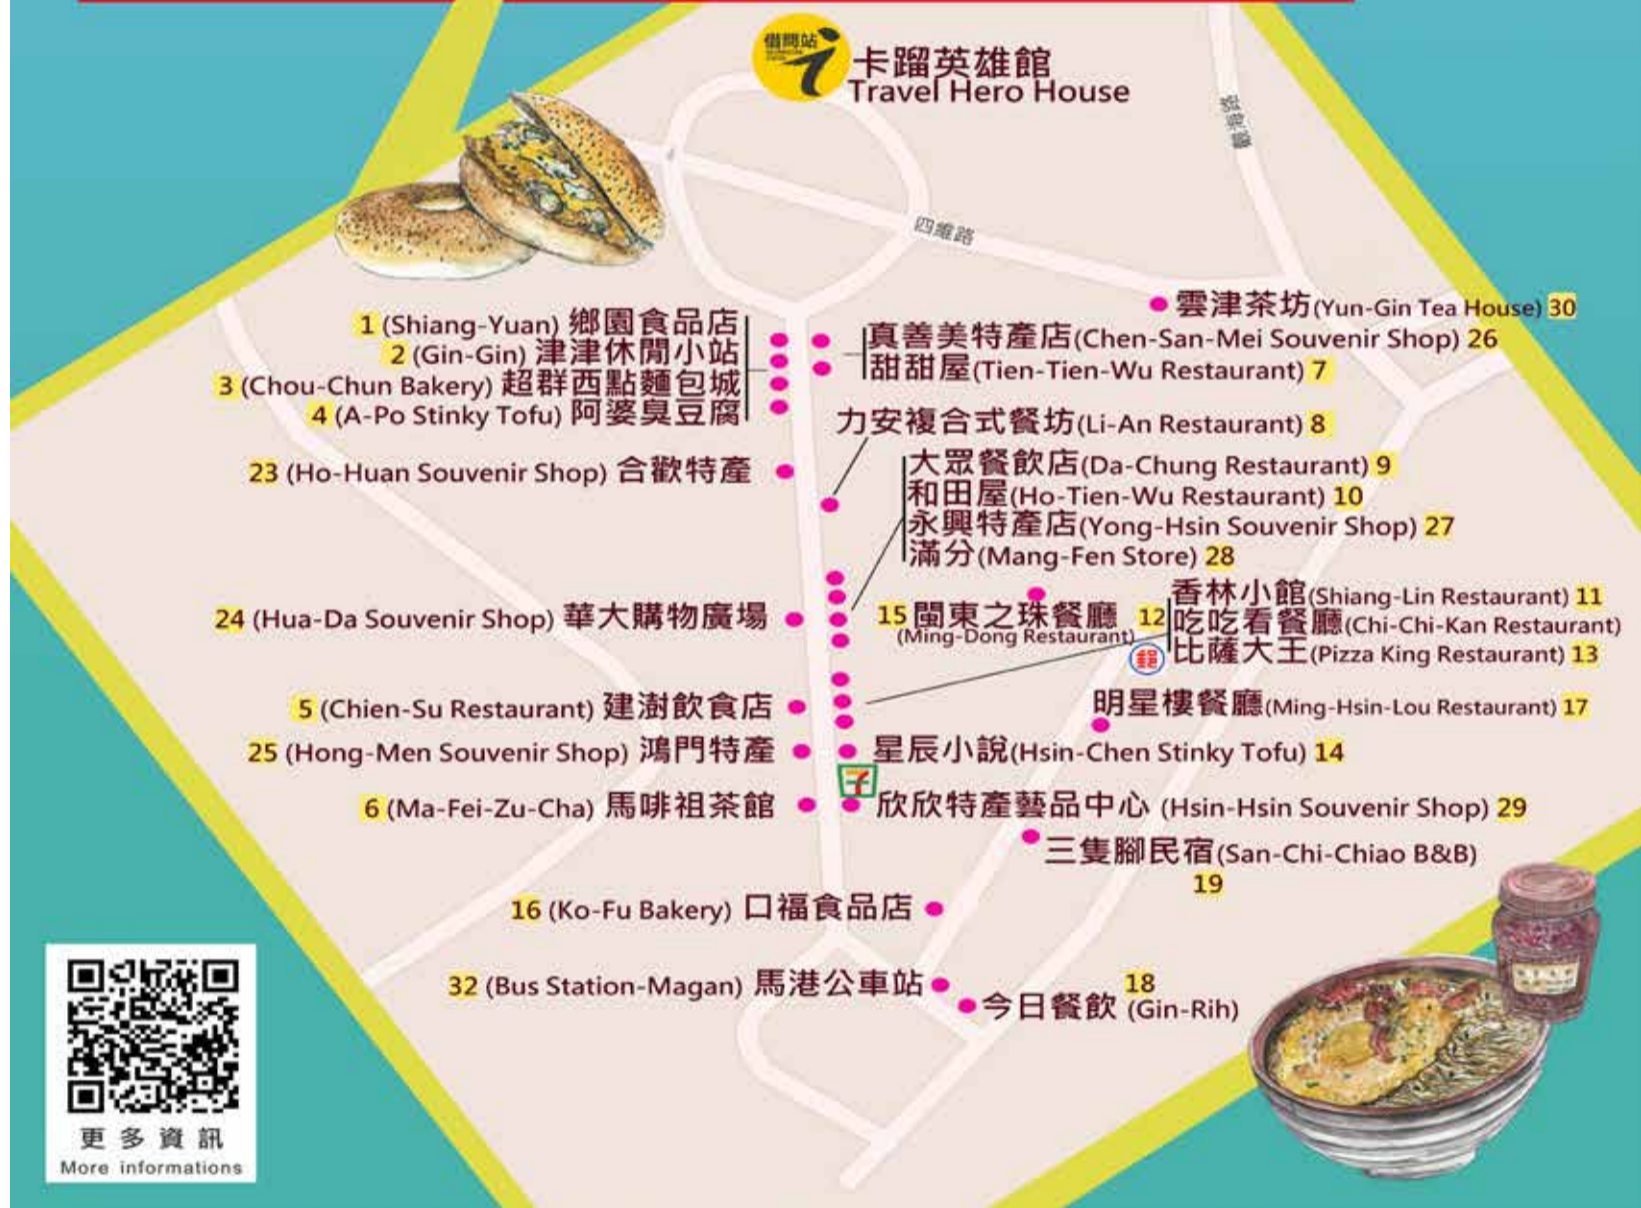 借問站
卡蹓英雄館
Travel Hero House
觀海路
四維路
雲津茶坊(Yun-Gin Tea House) 30
1 (Shiang-Yuan) 鄉園食品店
2 (Gin-Gin) 津津休閒小站
3 (Chou-Chun Bakery) 超群西點麵包城
4 (A-Po Stinky Tofu) 阿婆臭豆腐
真善美特產店(Chen-San-Mei Souvenir Shop) 26
甜甜屋(Tien-Tien-Wu Restaurant) 7
力安複合式餐坊(Li-An Restaurant) 8
23 (Ho-Huan Souvenir Shop) 合歡特產
大眾餐飲店(Da-Chung Restaurant) 9
和田屋(Ho-Tien-Wu Restaurant) 10
永興特產店(Yong-Hsin Souvenir Shop) 27
滿分(Mang-Fen Store) 28
24 (Hua-Da Souvenir Shop) 華大購物廣場
15 閩東之珠餐廳
(Ming-Dong Restaurant)
香林小館(Shiang-Lin Restaurant) 11
12 吃吃看餐廳(Chi-Chi-Kan Restaurant)
比薩大王(Pizza King Restaurant) 13
郵
5 (Chien-Su Restaurant) 建澍飲食店
明星樓餐廳(Ming-Hsin-Lou Restaurant) 17
25 (Hong-Men Souvenir Shop) 鴻門特產
星辰小說(Hsin-Chen Stinky Tofu) 14
7
6 (Ma-Fei-Zu-Cha) 馬啡祖茶館
欣欣特產藝品中心 (Hsin-Hsin Souvenir Shop) 29
三隻腳民宿(San-Chi-Chiao B&B)
19
16 (Ko-Fu Bakery) 口福食品店
32 (Bus Station-Magan) 馬港公車站
18
今日餐飲 (Gin-Rih)
更多資訊
More informations